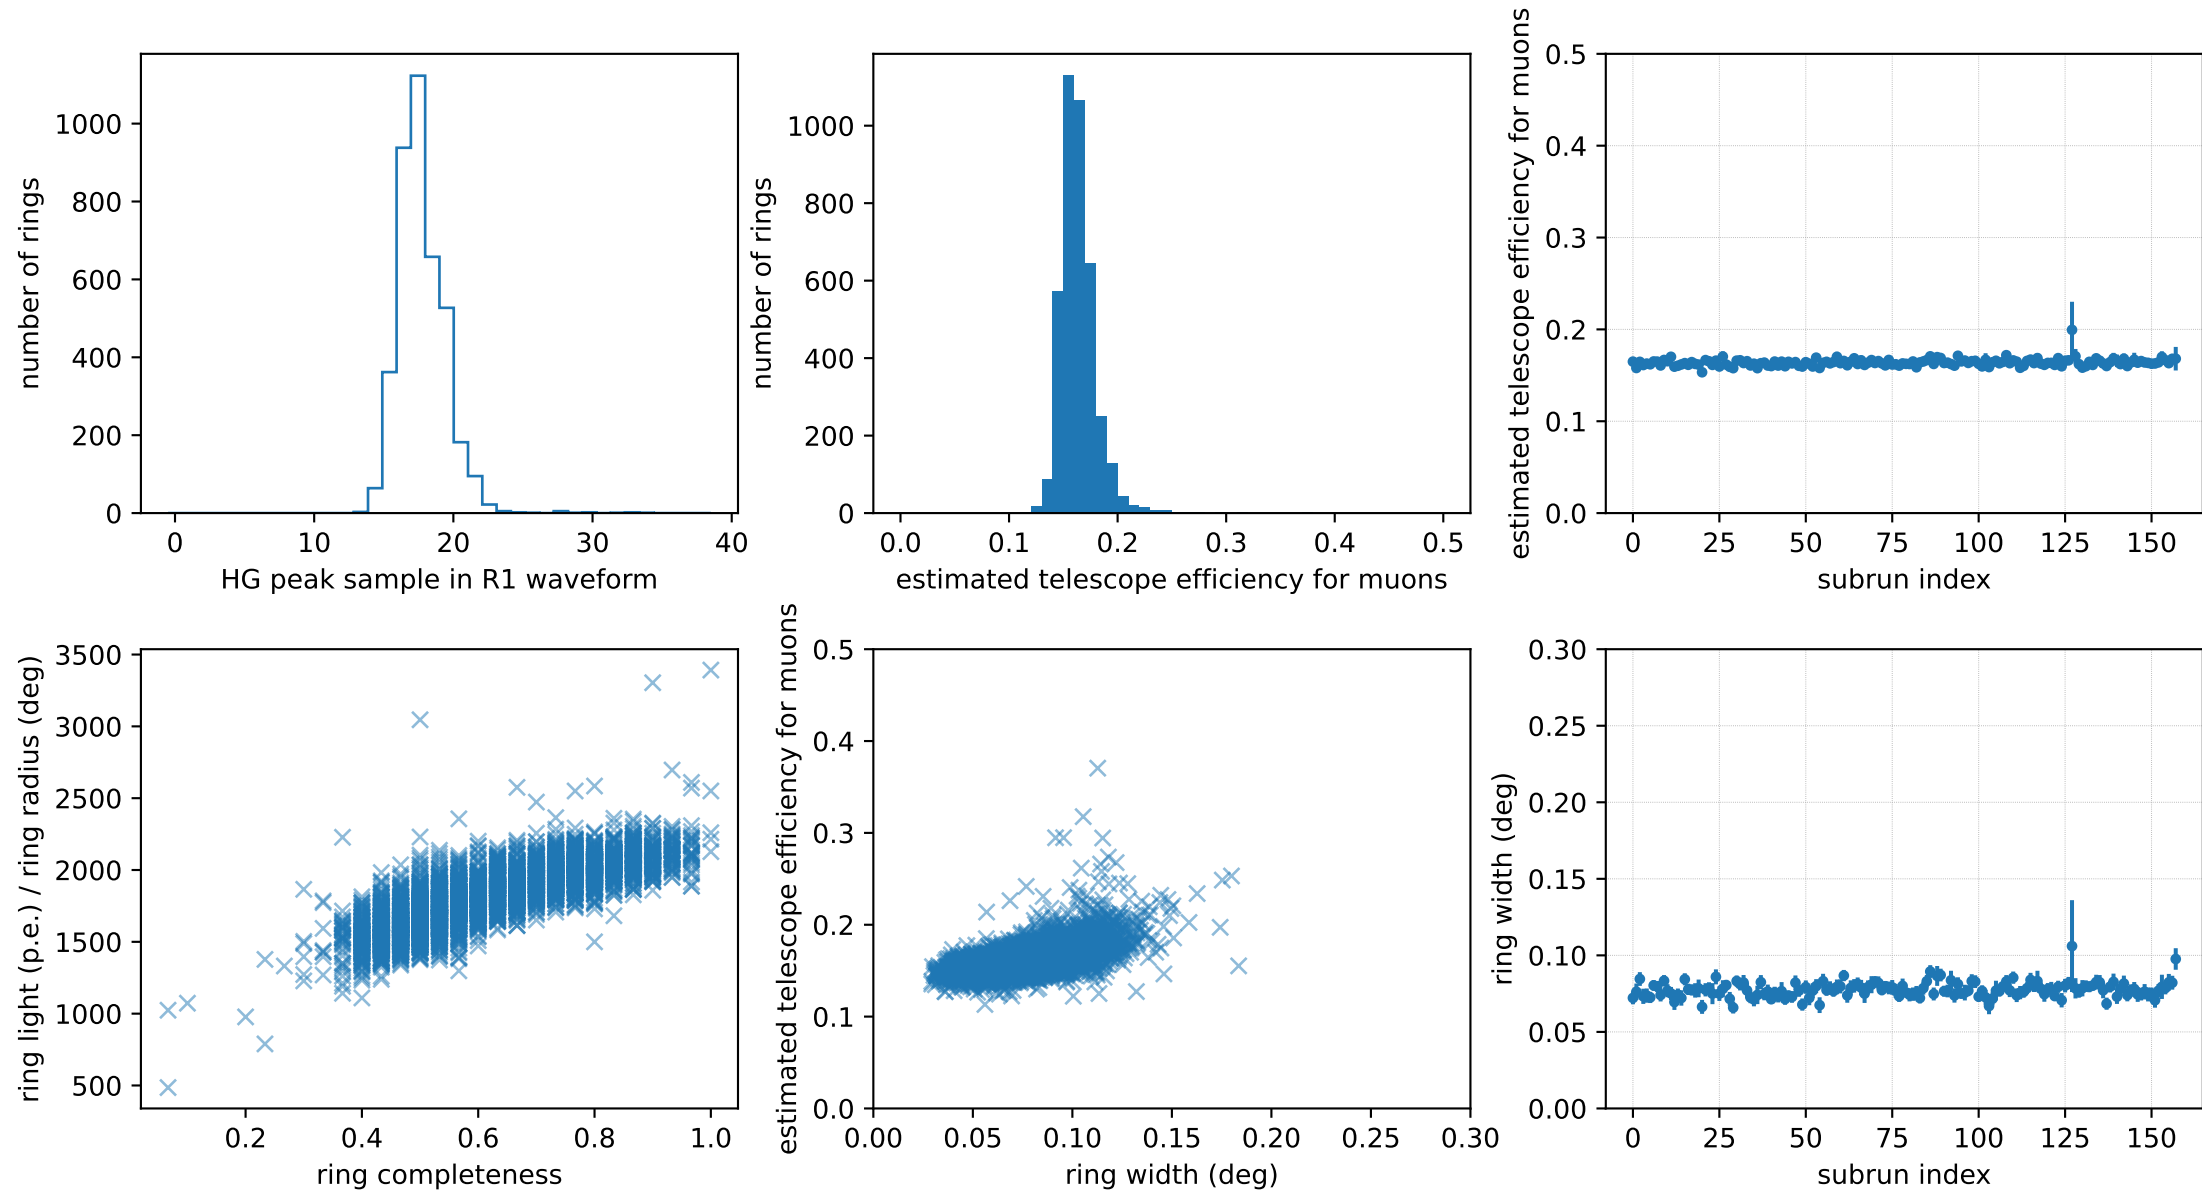 number of rings
1000
800
600
400
200
0
0 10 20 30 40
HG peak sample in R1 waveform
number of rings
1000
800
600
400
200
0
0.0 0.1 0.2 0.3 0.4 0.5
estimated telescope efficiency for muons
estimated telescope efficiency for muons
0.5
0.4
0.3
0.2
0.1
0.0
0 25 50 75 100 125 150
subrun index
ring light (p.e.) / ring radius (deg)
3500
3000
2500
2000
1500
1000
500
0.2 0.4 0.6 0.8 1.0
ring completeness
estimated telescope efficiency for muons
0.5
0.4
0.3
0.2
0.1
0.0
0.00 0.05 0.10 0.15 0.20 0.25 0.30
ring width (deg)
ring width (deg)
0.30
0.25
0.20
0.15
0.10
0.05
0.00
0 25 50 75 100 125 150
subrun index